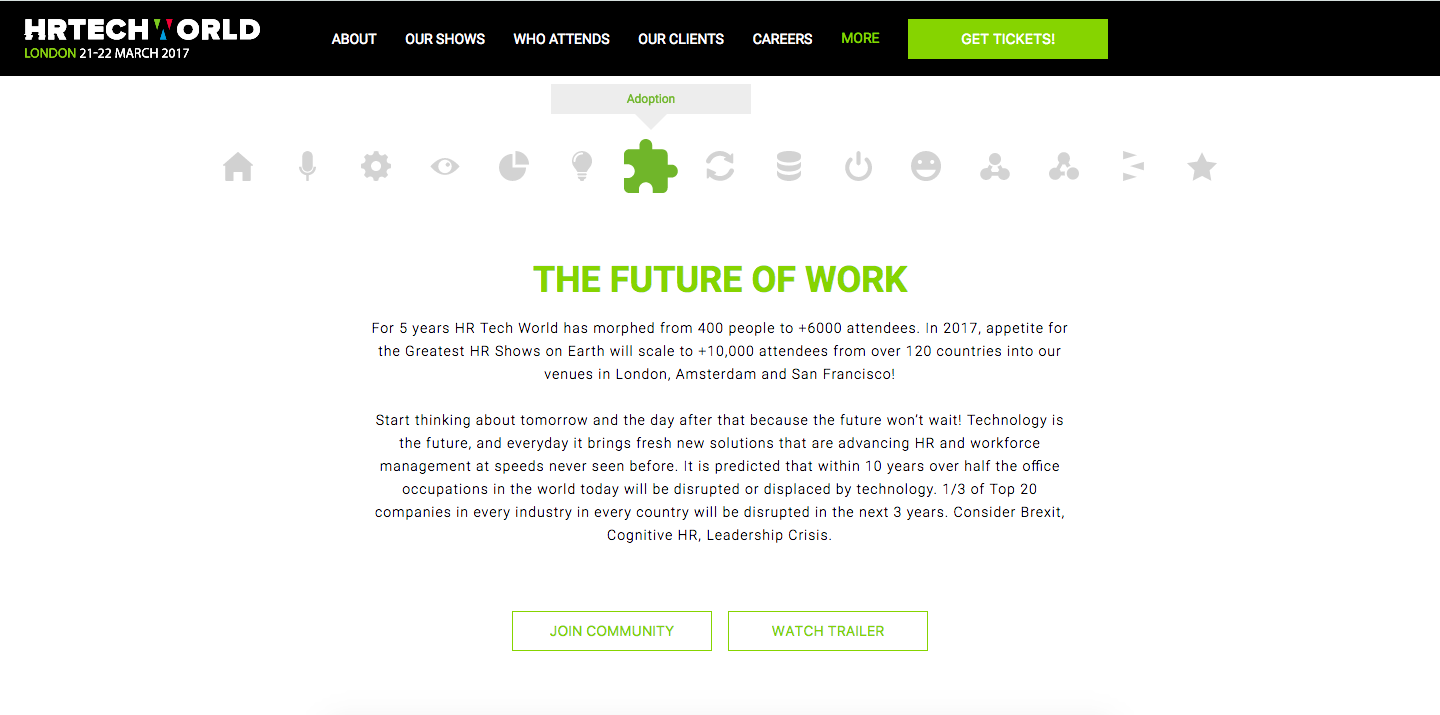 HRTECHWORLD
LONDON 21-22 MARCH 2017
ABOUT OUR SHOWS WHO ATTENDS OUR CLIENTS CAREERS MORE GET TICKETS!
Adoption
THE FUTURE OF WORK
For 5 years HR Tech World has morphed from 400 people to +6000 attendees. In 2017, appetite for
the Greatest HR Shows on Earth will scale to +10,000 attendees from over 120 countries into our
venues in London, Amsterdam and San Francisco!
Start thinking about tomorrow and the day after that because the future won't wait! Technology is
the future, and everyday it brings fresh new solutions that are advancing HR and workforce
management at speeds never seen before. It is predicted that within 10 years over half the office
occupations in the world today will be disrupted or displaced by technology. 1/3 of Top 20
companies in every industry in every country will be disrupted in the next 3 years. Consider Brexit,
Cognitive HR, Leadership Crisis.
JOIN COMMUNITY WATCH TRAILER